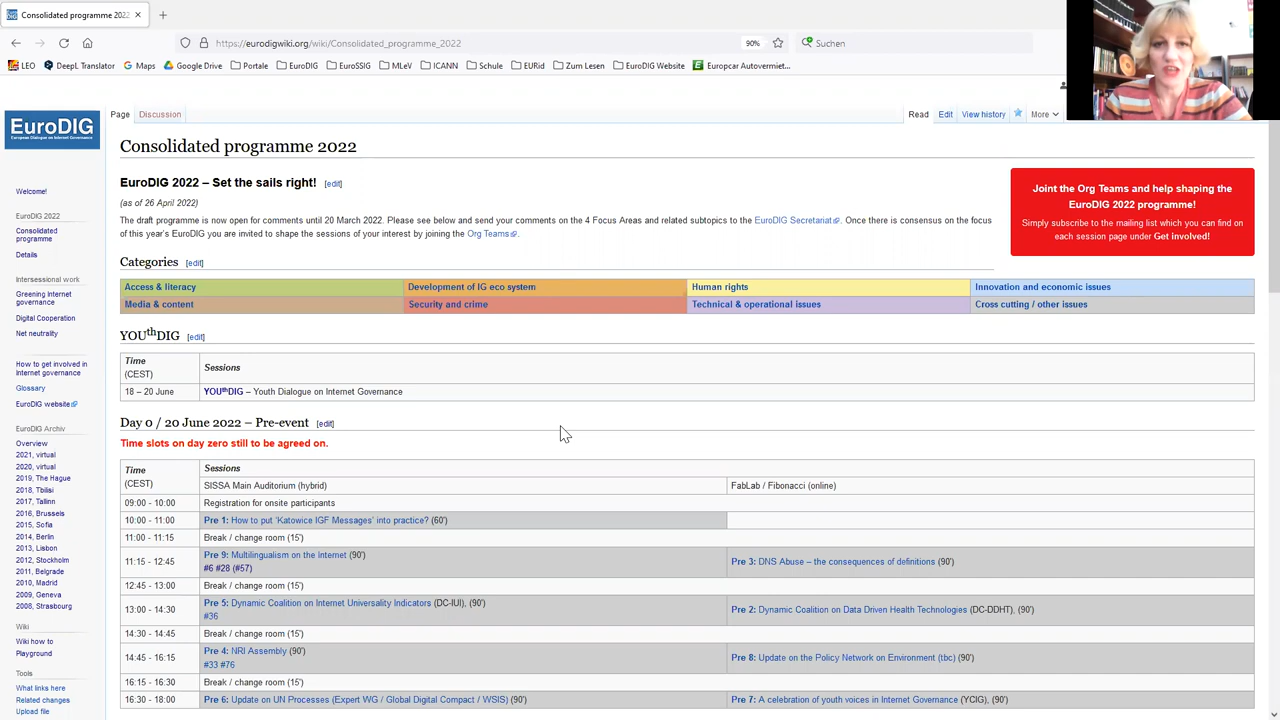 Consolidated programme 2022
https://eurodigwiki.org/wiki/Consolidated_programme_2022
90%
Suchen
LEO
DeepL Translator
Maps
Google Drive
Portale
EuroDIG
EuroSSIG
MLeV
ICANN
Schule
EURid
Zum Lesen
EuroDIG Website
Europcar Autovermiet...
Page
Discussion
Read
Edit
View history
More
EuroDIG
European Dialogue on Internet Governance
Welcome!
EuroDIG 2022
Consolidated
programme
Details
Intersessional work
Greening Internet
governance
Digital Cooperation
Net neutrality
How to get involved in
Internet governance
Glossary
EuroDIG website
EuroDIG Archiv
Overview
2021, virtual
2020, virtual
2019, The Hague
2018, Tbilisi
2017, Tallinn
2016, Brussels
2015, Sofia
2014, Berlin
2013, Lisbon
2012, Stockholm
2011, Belgrade
2010, Madrid
2009, Geneva
2008, Strasbourg
Wiki
Wiki how to
Playground
Tools
What links here
Related changes
Upload file
Consolidated programme 2022
EuroDIG 2022 – Set the sails right! [edit]
(as of 26 April 2022)
The draft programme is now open for comments until 20 March 2022. Please see below and send your comments on the 4 Focus Areas and related subtopics to the EuroDIG Secretariat. Once there is consensus on the focus
of this year's EuroDIG you are invited to shape the sessions of your interest by joining the Org Teams.
Joint the Org Teams and help shaping the
EuroDIG 2022 programme!
Simply subscribe to the mailing list which you can find on
each session page under Get involved!
Categories [edit]
Access & literacy
Development of IG eco system
Human rights
Innovation and economic issues
Media & content
Security and crime
Technical & operational issues
Cross cutting / other issues
YOUthDIG [edit]
Time
(CEST)
Sessions
18 – 20 June
YOUthDIG – Youth Dialogue on Internet Governance
Day 0 / 20 June 2022 – Pre-event [edit]
Time slots on day zero still to be agreed on.
Time
(CEST)
Sessions
SISSA Main Auditorium (hybrid)
FabLab / Fibonacci (online)
09:00 - 10:00
Registration for onsite participants
10:00 - 11:00
Pre 1: How to put 'Katowice IGF Messages' into practice? (60')
11:00 - 11:15
Break / change room (15')
11:15 - 12:45
Pre 9: Multilingualism on the Internet (90')
#6 #28 (#57)
Pre 3: DNS Abuse – the consequences of definitions (90')
12:45 - 13:00
Break / change room (15')
13:00 - 14:30
Pre 5: Dynamic Coalition on Internet Universality Indicators (DC-IUI), (90')
#36
Pre 2: Dynamic Coalition on Data Driven Health Technologies (DC-DDHT), (90')
14:30 - 14:45
Break / change room (15')
14:45 - 16:15
Pre 4: NRI Assembly (90')
#33 #76
Pre 8: Update on the Policy Network on Environment (tbc) (90')
16:15 - 16:30
Break / change room (15')
16:30 - 18:00
Pre 6: Update on UN Processes (Expert WG / Global Digital Compact / WSIS) (90')
Pre 7: A celebration of youth voices in Internet Governance (YCIG), (90')